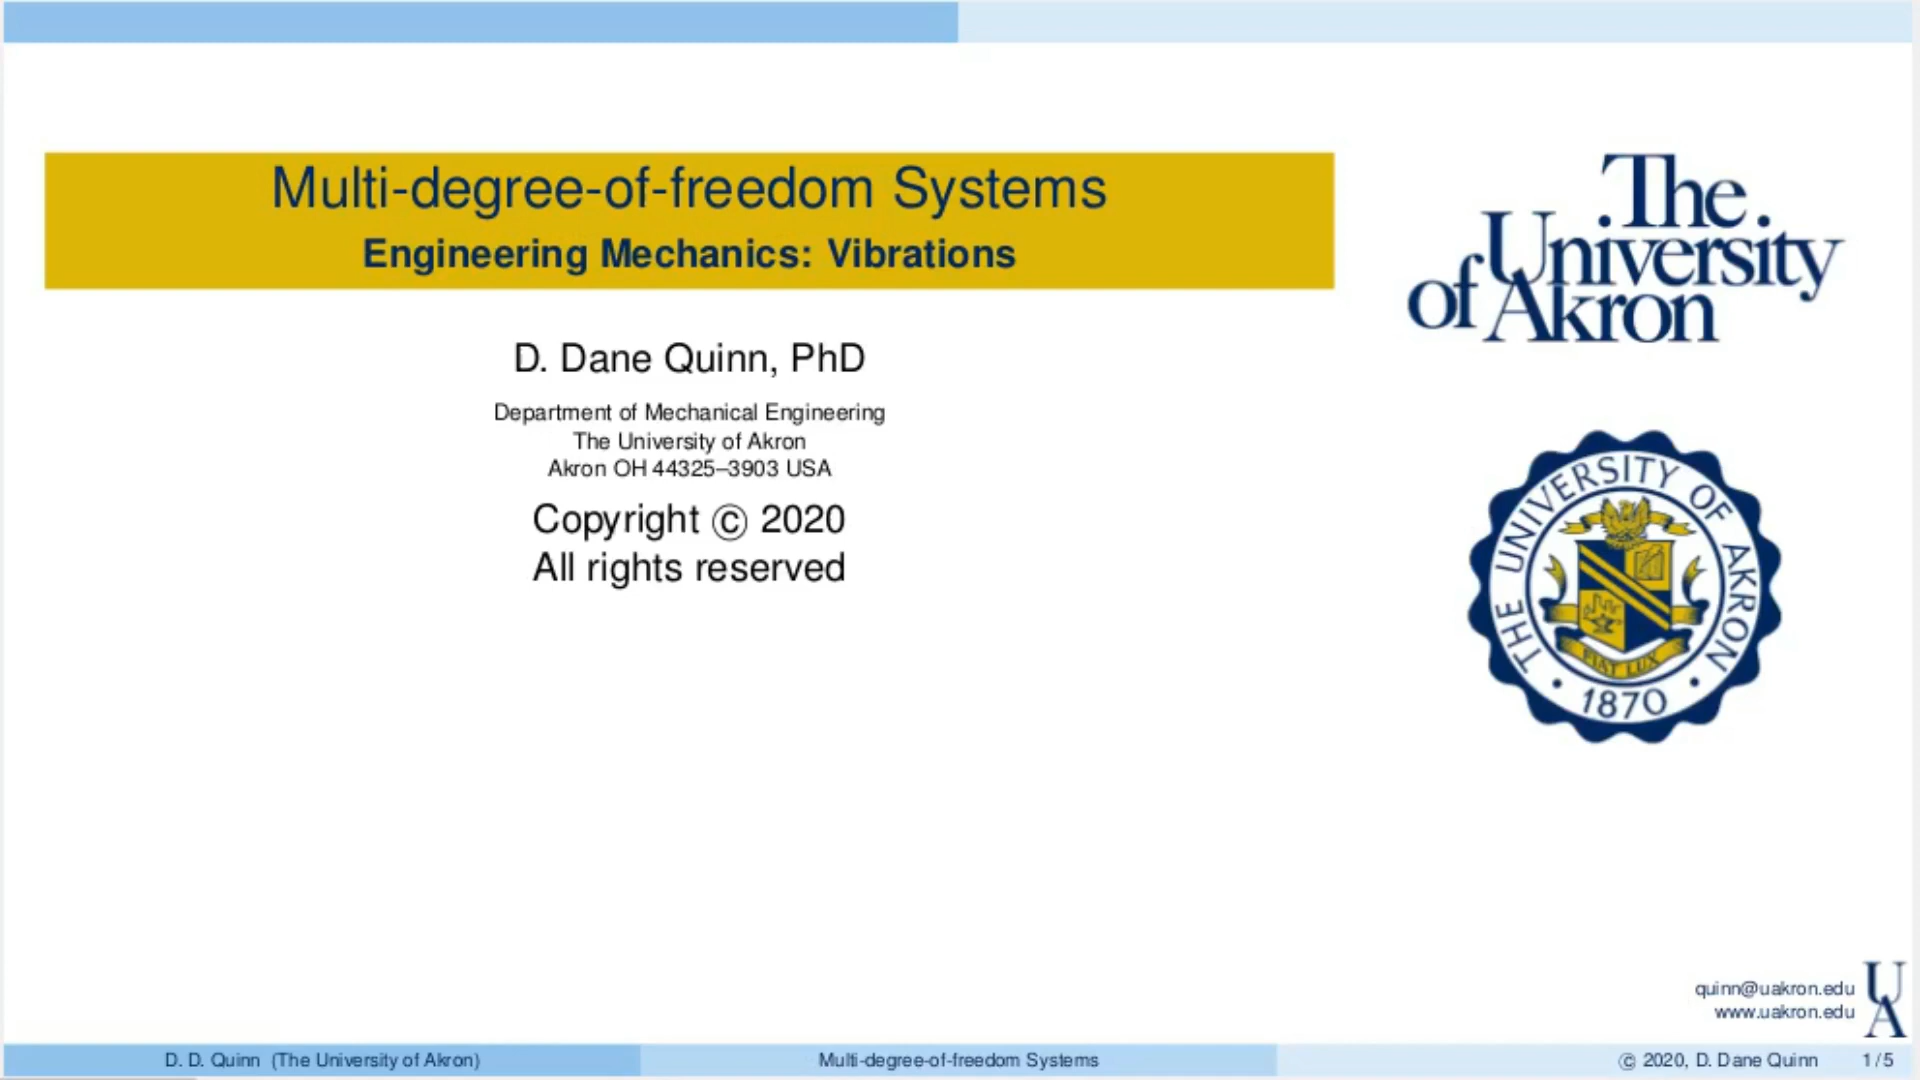 Multi-degree-of-freedom Systems
Engineering Mechanics: Vibrations
D. Dane Quinn, PhD
Department of Mechanical Engineering
The University of Akron
Akron OH 44325–3903 USA
Copyright © 2020
All rights reserved
The
University
of Akron
THE UNIVERSITY OF AKRON
FIAT LUX
• 1870 •
quinn@uakron.edu
www.uakron.edu
UA
D. D. Quinn (The University of Akron)
Multi-degree-of-freedom Systems
© 2020, D. Dane Quinn
1 / 5